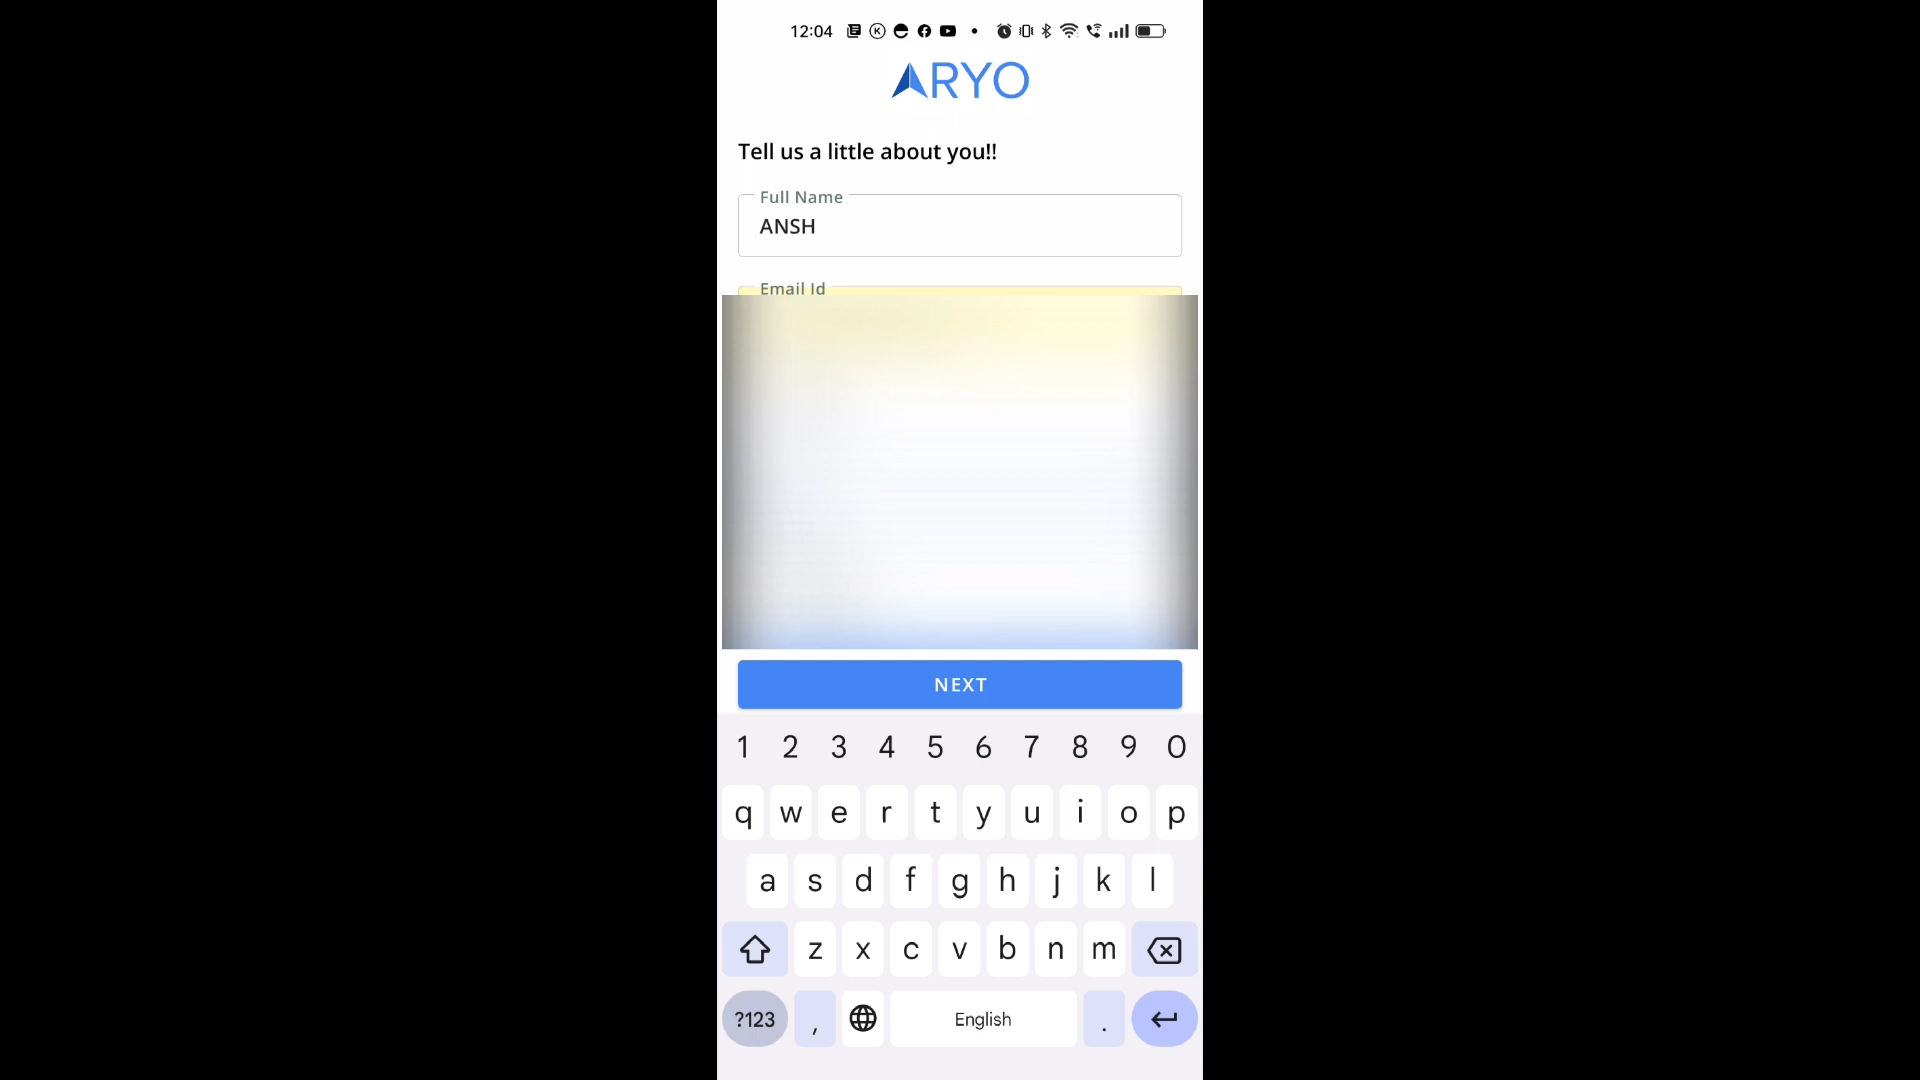 12:04
ARYO
Tell us a little about you!!
Full Name
ANSH
Email Id
NEXT
1 2 3 4 5 6 7 8 9 0
q w e r t y u i o p
a s d f g h j k l
z x c v b n m
?123 , English .